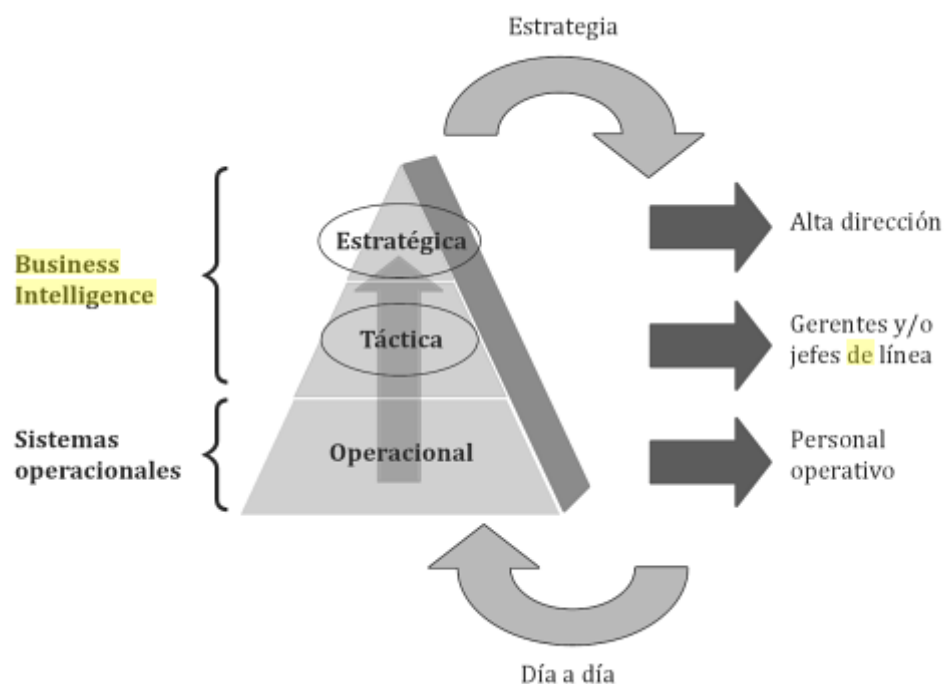 Estrategia
Business
Intelligence
Estratégica
Alta dirección
Táctica
Gerentes y/o
jefes de línea
Sistemas
operacionales
Operacional
Personal
operativo
Día a día